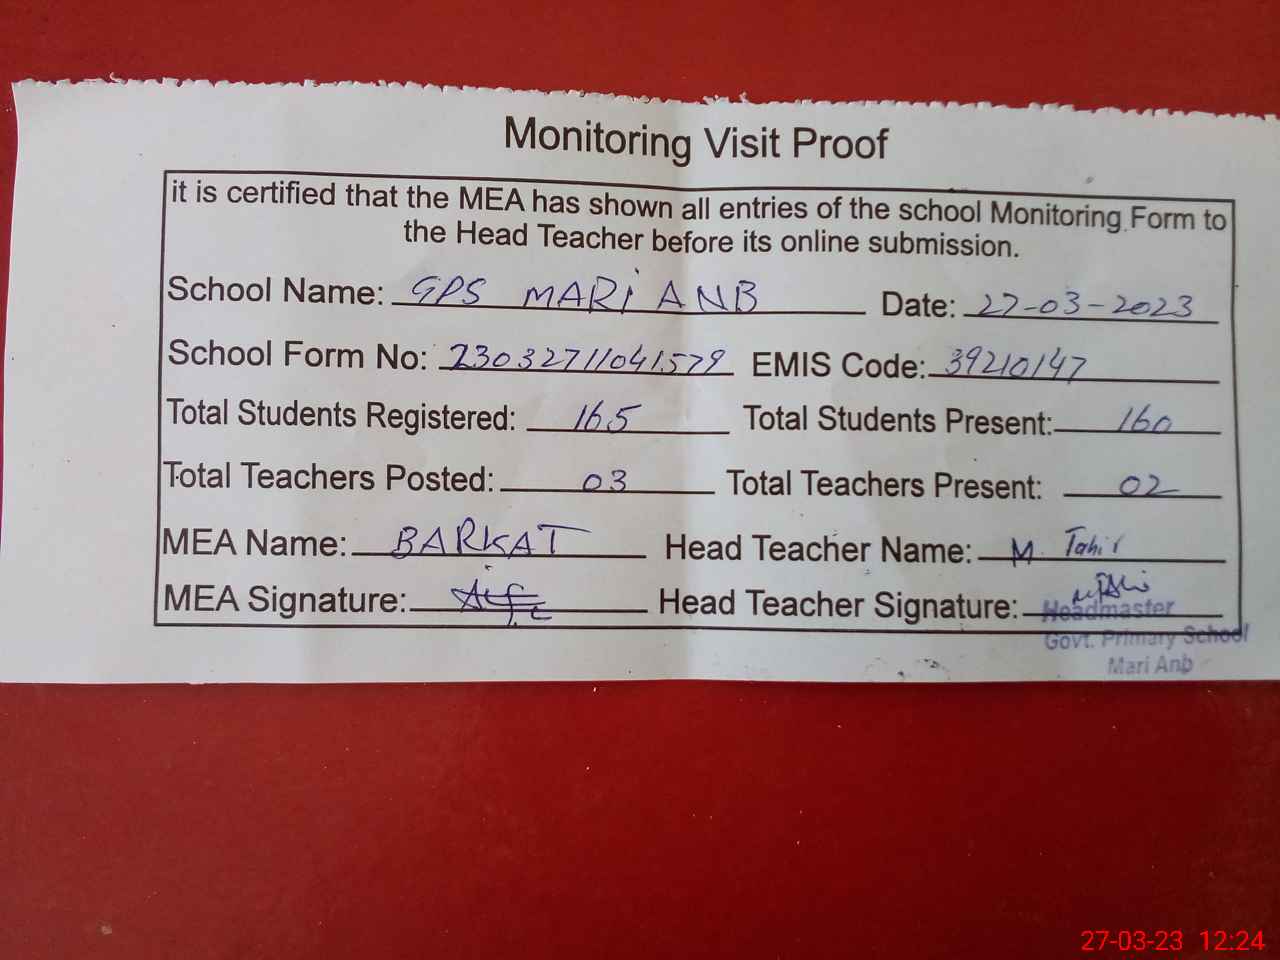 Monitoring Visit Proof
it is certified that the MEA has shown all entries of the school Monitoring Form to
the Head Teacher before its online submission.
School Name: GPS MARI ANB Date: 27-03-2023
School Form No: 23032711041579 EMIS Code: 39210147
Total Students Registered: 165 Total Students Present: 160
Total Teachers Posted: 03 Total Teachers Present: 02
MEA Name: BARKAT Head Teacher Name: M. Tahir
MEA Signature: Head Teacher Signature:
Headmaster
Govt. Primary School
Mari Anb
27-03-23 12:24